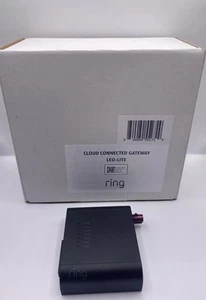 CLOUD CONNECTED GATEWAY
-LEO-LITE
ring
ring